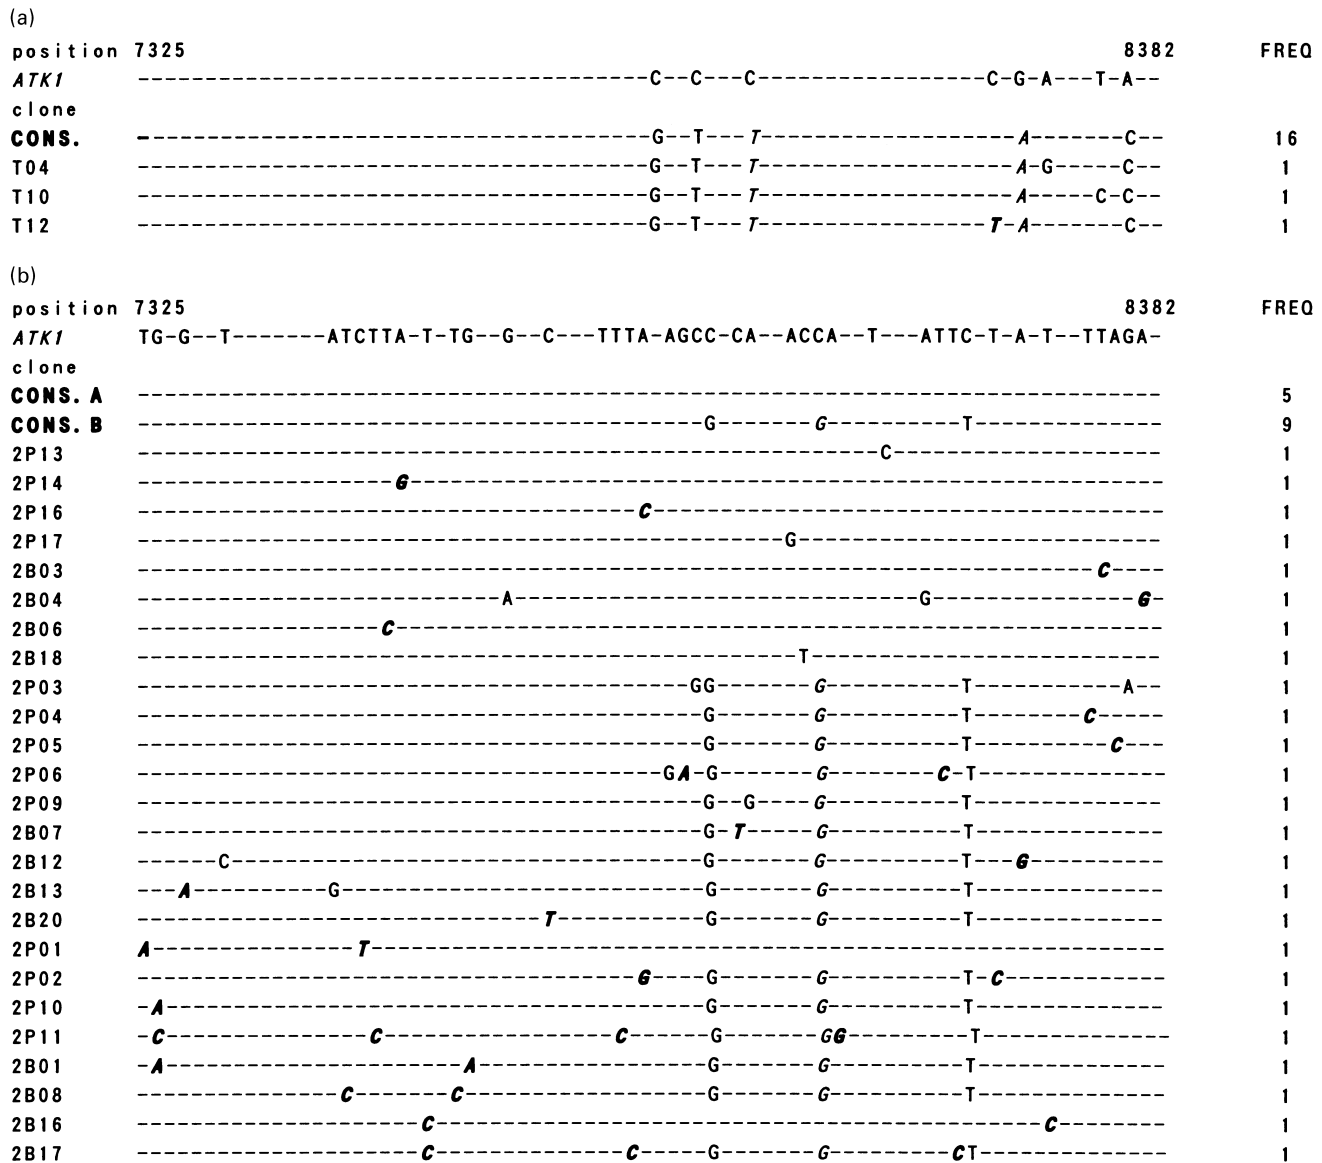 (a)
position 7325 8382 FREQ
ATK1 --------------------------------------C--C---C-----------------C-G-A---T-A--
clone
CONS. --------------------------------------G--T---T-------------------A-------C-- 16
T04 --------------------------------------G--T---T-------------------A-G-----C-- 1
T10 --------------------------------------G--T---T-------------------A-----C-C-- 1
T12 --------------------------------------G--T---T-----------------T-A-------C-- 1
(b)
position 7325 8382 FREQ
ATK1 TG-G--T-------ATCTTA-T-TG--G--C---TTTA-AGCC-CA--ACCA--T---ATTC-T-A-T--TTAGA-
clone
CONS. A ---------------------------------------------------------------------------- 5
CONS. B ------------------------------------------G-------G----------T-------------- 9
2P13 -------------------------------------------------------C-------------------- 1
2P14 -------------------G-------------------------------------------------------- 1
2P16 -------------------------------------C-------------------------------------- 1
2P17 ------------------------------------------------G--------------------------- 1
2B03 -----------------------------------------------------------------------C---- 1
2B04 ---------------------------A------------------------------G---------------G- 1
2B06 ------------------C--------------------------------------------------------- 1
2B18 -------------------------------------------------T-------------------------- 1
2P03 -----------------------------------------GG-------G----------T-----------A-- 1
2P04 ------------------------------------------G-------G----------T--------C----- 1
2P05 ------------------------------------------G-------G----------T----------C--- 1
2P06 ---------------------------------------GA-G-------G--------C-T-------------- 1
2P09 ------------------------------------------G--G----G----------T-------------- 1
2B07 ------------------------------------------G-T-----G----------T-------------- 1
2B12 ------C-----------------------------------G-------G----------T---G---------- 1
2B13 ---A----------G---------------------------G-------G----------T-------------- 1
2B20 ------------------------------T-----------G-------G----------T-------------- 1
2P01 A---------------T----------------------------------------------------------- 1
2P02 -------------------------------------G----G-------G----------T-C------------ 1
2P10 -A----------------------------------------G-------G----------T-------------- 1
2P11 -C---------------C-----------------C------G-------GG---------T-------------- 1
2B01 -A----------------------A-----------------G-------G----------T-------------- 1
2B08 ---------------C-------C------------------G-------G----------T-------------- 1
2B16 ---------------------C---------------------------------------------C-------- 1
2B17 ---------------------C--------------C-----G-------G---------CT-------------- 1